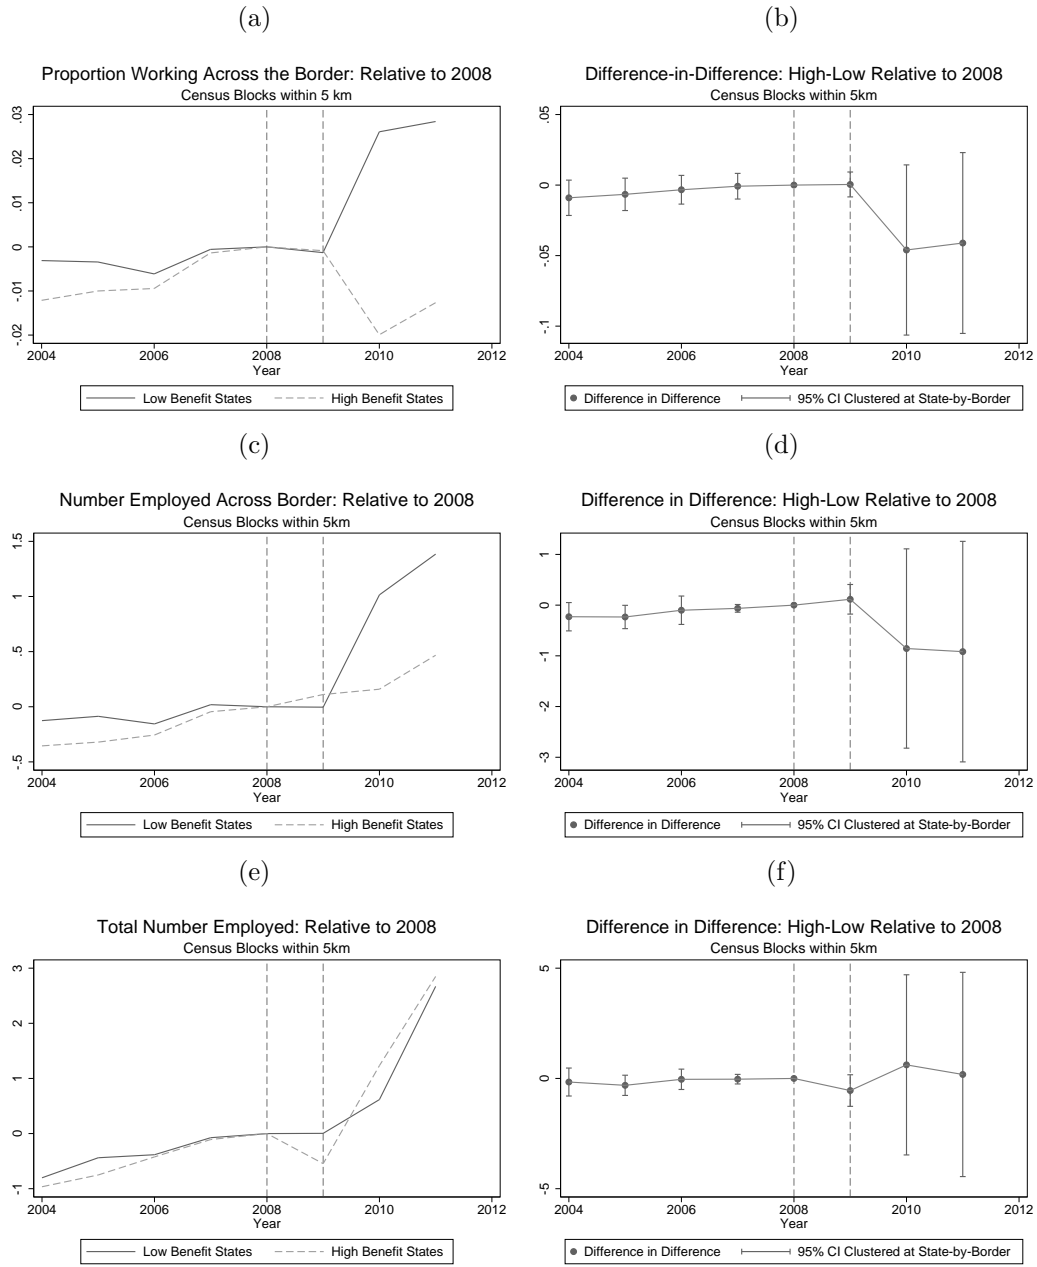 (a)
Proportion Working Across the Border: Relative to 2008
Census Blocks within 5 km
.03
.02
.01
0
-.01
-.02
2004 2006 2008 2010 2012
Year
Low Benefit States High Benefit States
(b)
Difference-in-Difference: High-Low Relative to 2008
Census Blocks within 5km
.05
0
-.05
-.1
2004 2006 2008 2010 2012
Year
Difference in Difference 95% CI Clustered at State-by-Border
(c)
Number Employed Across Border: Relative to 2008
Census Blocks within 5km
1.5
1
.5
0
-.5
2004 2006 2008 2010 2012
Year
Low Benefit States High Benefit States
(d)
Difference in Difference: High-Low Relative to 2008
Census Blocks within 5km
1
0
-1
-2
-3
2004 2006 2008 2010 2012
Year
Difference in Difference 95% CI Clustered at State-by-Border
(e)
Total Number Employed: Relative to 2008
Census Blocks within 5km
3
2
1
0
-1
2004 2006 2008 2010 2012
Year
Low Benefit States High Benefit States
(f)
Difference in Difference: High-Low Relative to 2008
Census Blocks within 5km
5
0
-5
2004 2006 2008 2010 2012
Year
Difference in Difference 95% CI Clustered at State-by-Border